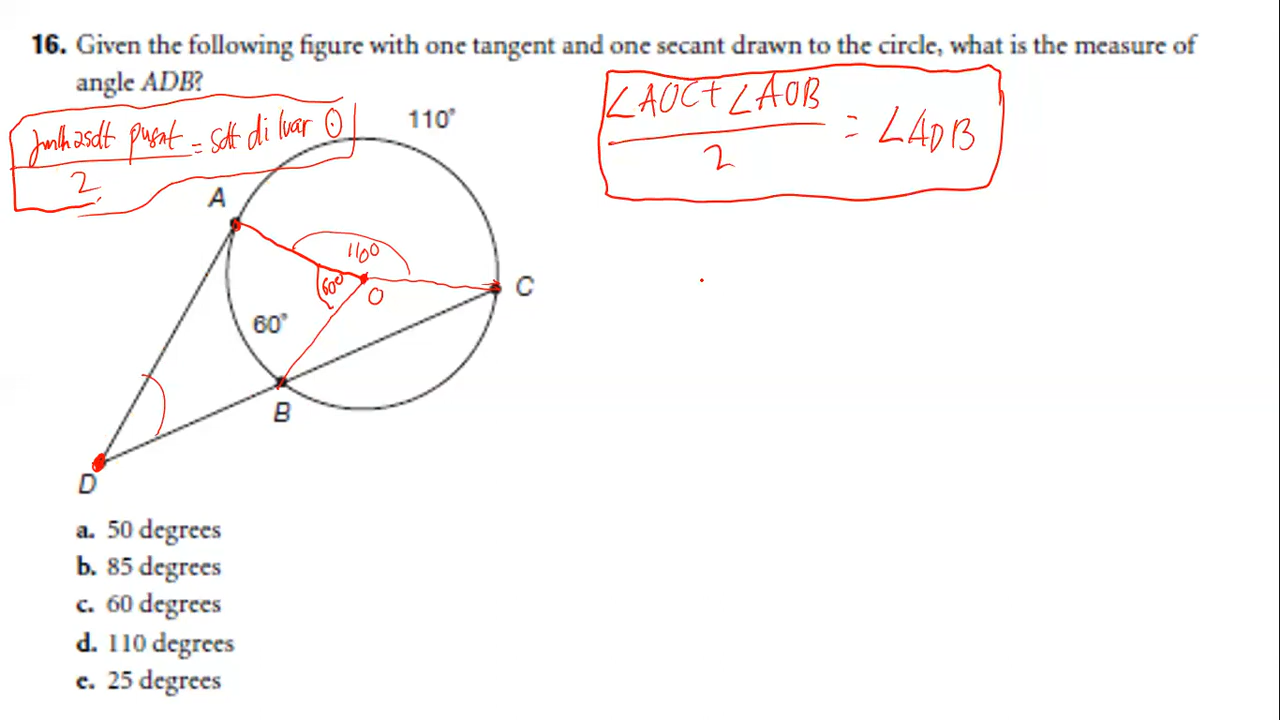 16. Given the following figure with one tangent and one secant drawn to the circle, what is the measure of
angle ADB?
∠AOC + ∠AOB
2
= ∠ADB
jmlh 2 sdt pusat
2
= sdt di luar ⊙
110°
A
110°
60°
O
C
60°
B
D
a. 50 degrees
b. 85 degrees
c. 60 degrees
d. 110 degrees
e. 25 degrees